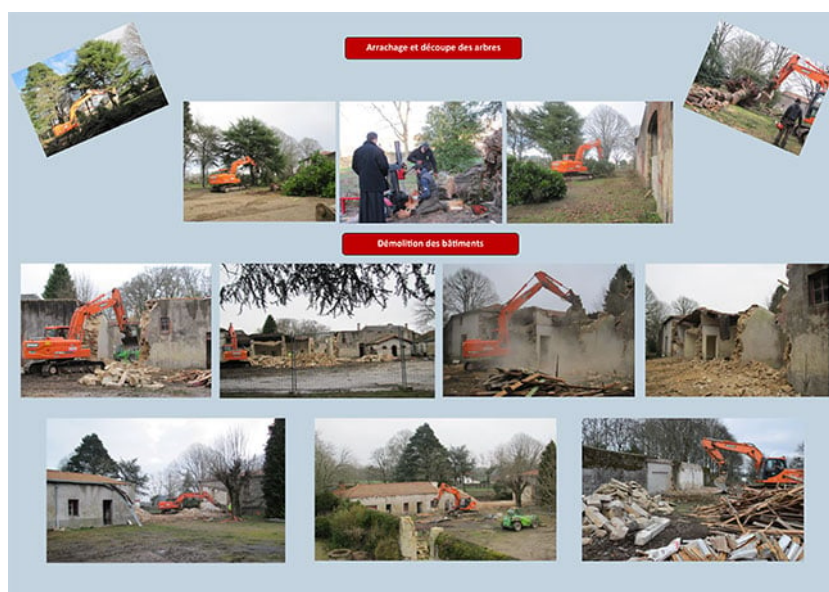 Arrachage et découpe des arbres
Démolition des bâtiments